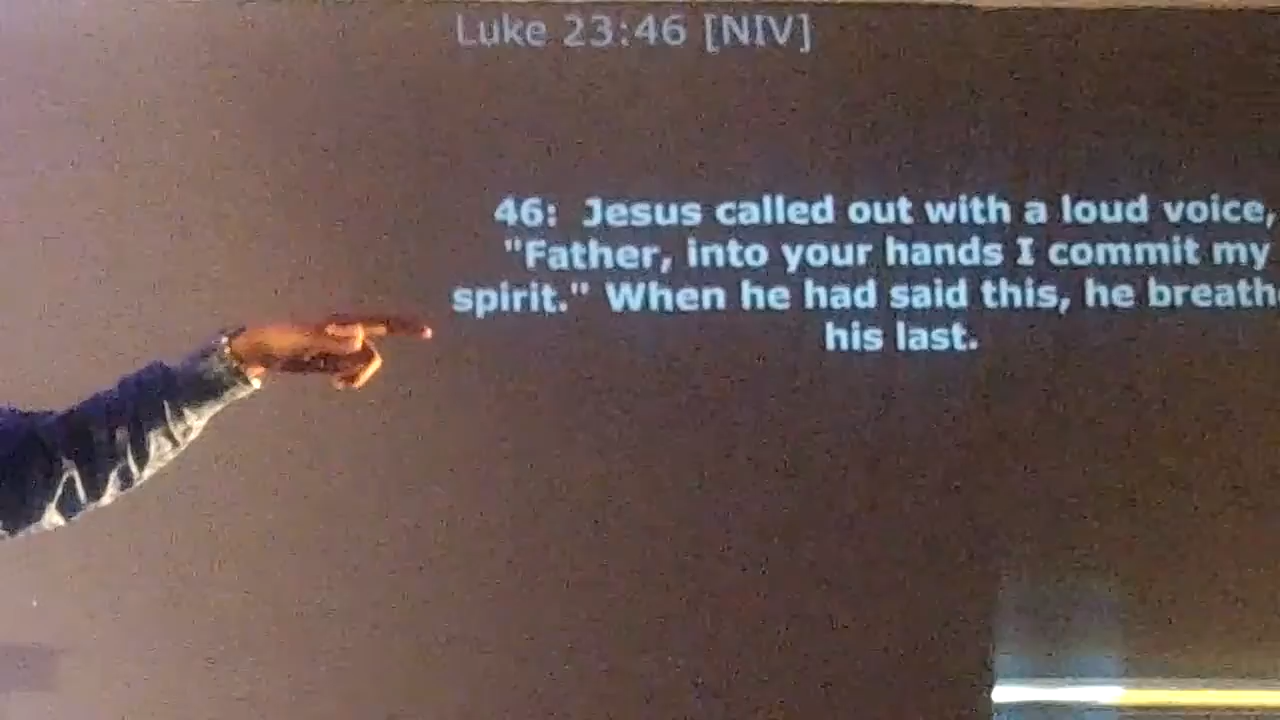 Luke 23:46 [NIV]
46: Jesus called out with a loud voice,
"Father, into your hands I commit my
spirit." When he had said this, he breath
his last.